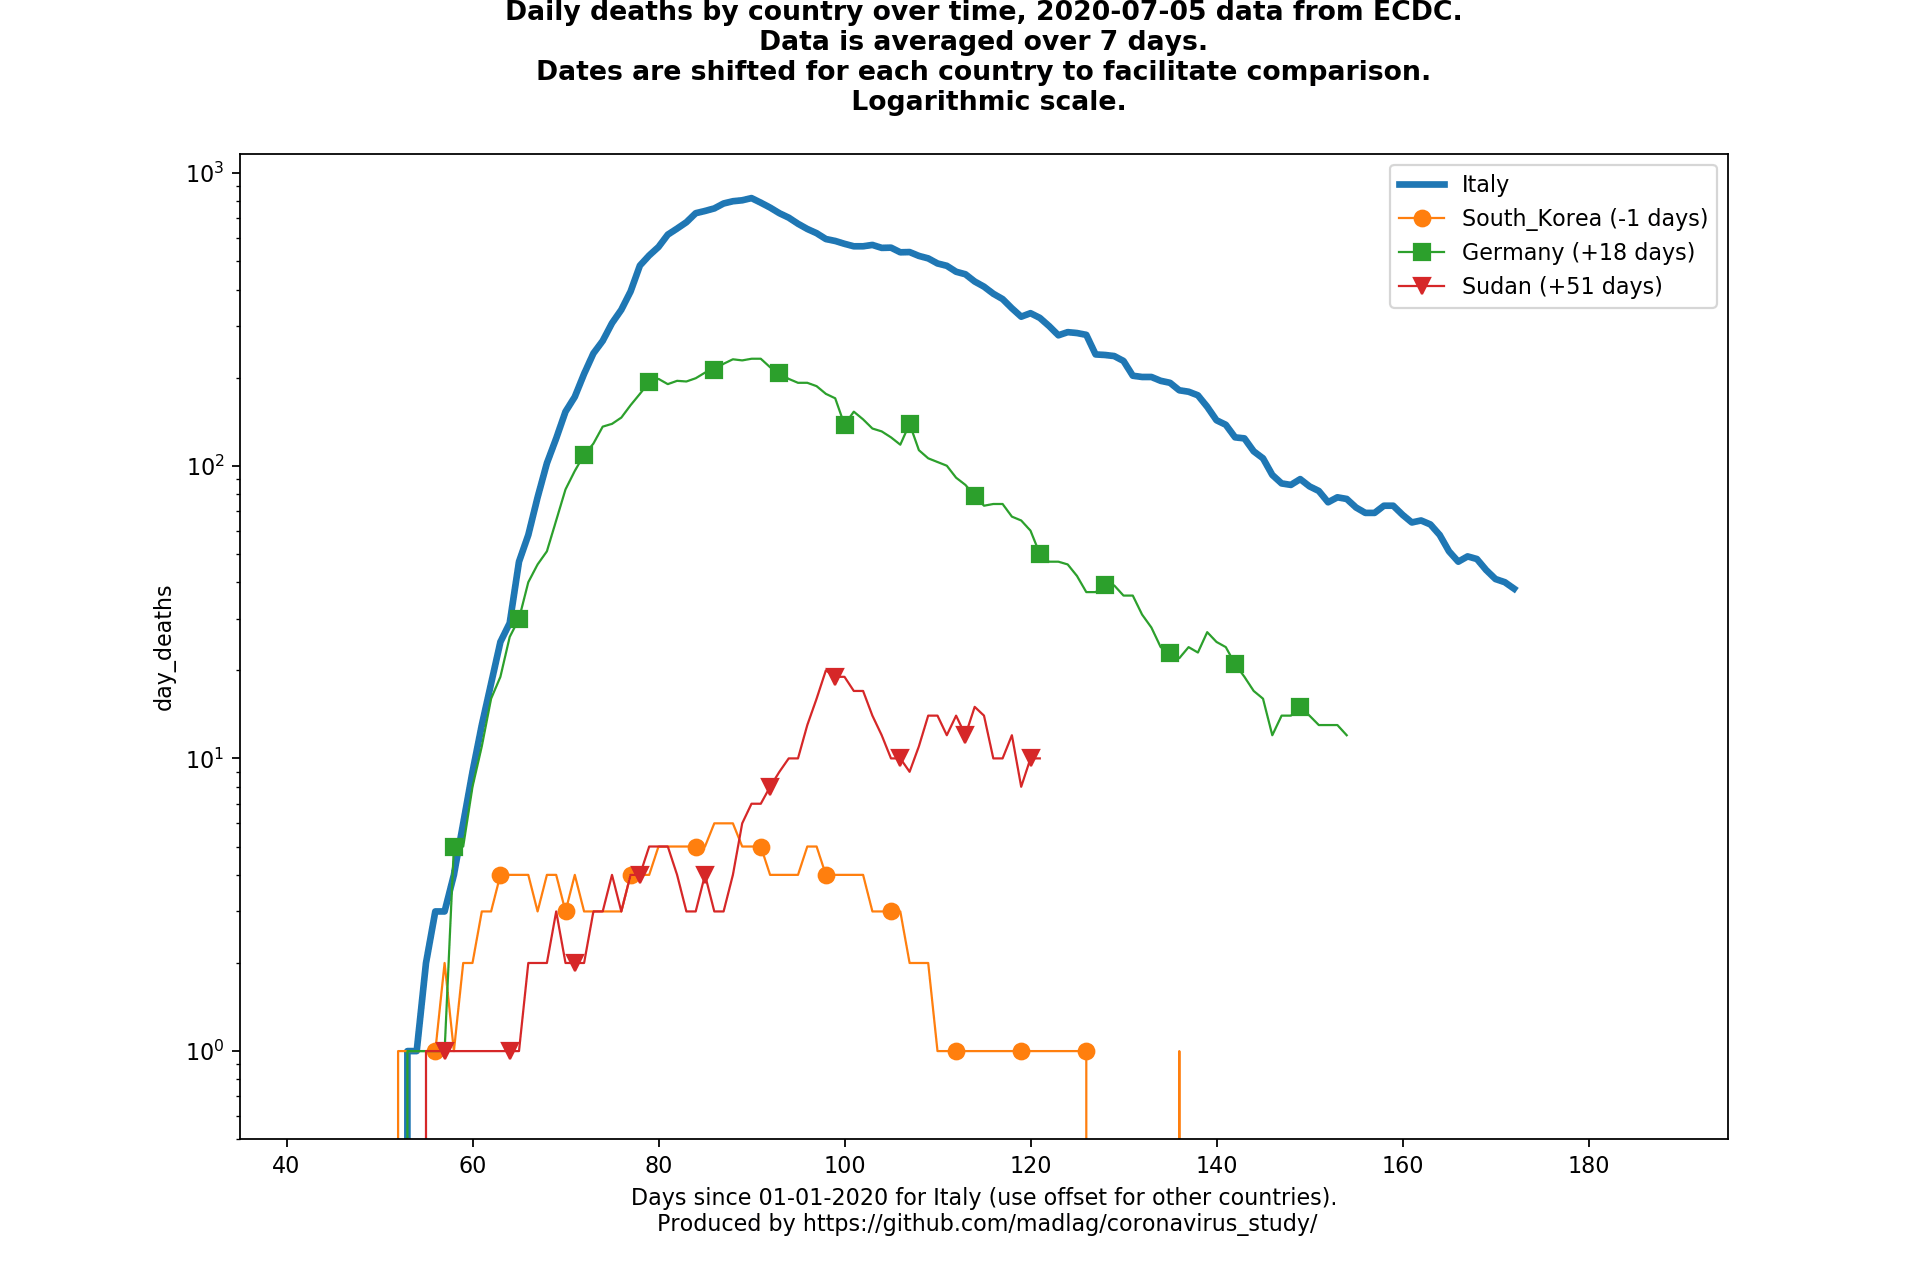 Daily deaths by country over time, 2020-07-05 data from ECDC.
Data is averaged over 7 days.
Dates are shifted for each country to facilitate comparison.
Logarithmic scale.
10³
10²
10¹
10⁰
day_deaths
Italy
South_Korea (-1 days)
Germany (+18 days)
Sudan (+51 days)
40 60 80 100 120 140 160 180
Days since 01-01-2020 for Italy (use offset for other countries).
Produced by https://github.com/madlag/coronavirus_study/